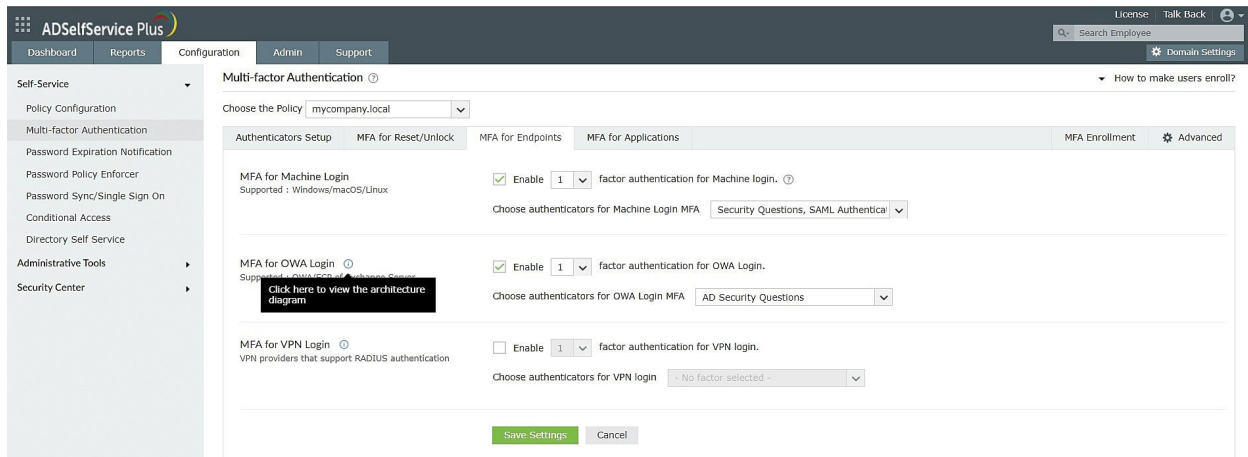 License | Talk Back
ADSelfService Plus
Search Employee
Dashboard Reports Configuration Admin Support
Domain Settings
Self-Service
Policy Configuration
Multi-factor Authentication
Password Expiration Notification
Password Policy Enforcer
Password Sync/Single Sign On
Conditional Access
Directory Self Service
Administrative Tools
Security Center
Multi-factor Authentication ?
How to make users enroll?
Choose the Policy mycompany.local
Authenticators Setup MFA for Reset/Unlock MFA for Endpoints MFA for Applications MFA Enrollment Advanced
MFA for Machine Login
Supported : Windows/macOS/Linux
Enable 1 factor authentication for Machine login. ?
Choose authenticators for Machine Login MFA Security Questions, SAML Authentica
MFA for OWA Login
Supported : OWA/ECP of Exchange Server
Click here to view the architecture
diagram
Enable 1 factor authentication for OWA Login.
Choose authenticators for OWA Login MFA AD Security Questions
MFA for VPN Login
VPN providers that support RADIUS authentication
Enable 1 factor authentication for VPN login.
Choose authenticators for VPN login - No factor selected -
Save Settings Cancel